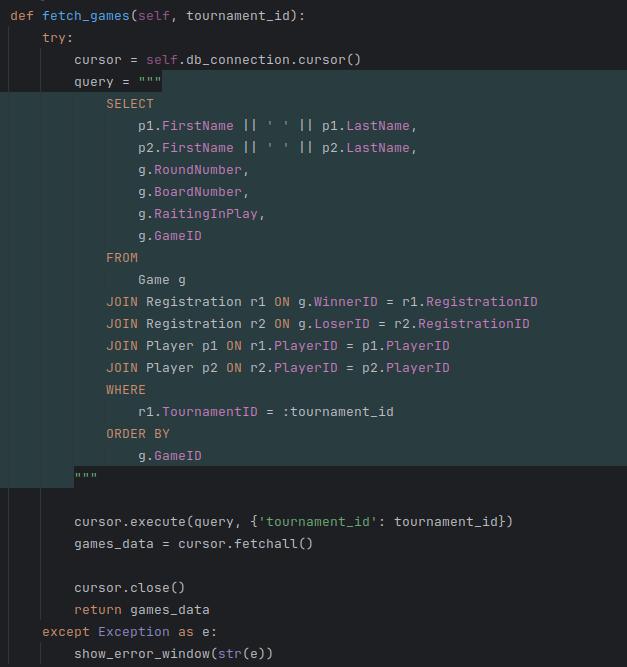 def fetch_games(self, tournament_id):
    try:
        cursor = self.db_connection.cursor()
        query = """
            SELECT
                p1.FirstName || ' ' || p1.LastName,
                p2.FirstName || ' ' || p2.LastName,
                g.RoundNumber,
                g.BoardNumber,
                g.RaitingInPlay,
                g.GameID
            FROM
                Game g
            JOIN Registration r1 ON g.WinnerID = r1.RegistrationID
            JOIN Registration r2 ON g.LoserID = r2.RegistrationID
            JOIN Player p1 ON r1.PlayerID = p1.PlayerID
            JOIN Player p2 ON r2.PlayerID = p2.PlayerID
            WHERE
                r1.TournamentID = :tournament_id
            ORDER BY
                g.GameID
        """
        cursor.execute(query, {'tournament_id': tournament_id})
        games_data = cursor.fetchall()
        cursor.close()
        return games_data
    except Exception as e:
        show_error_window(str(e))